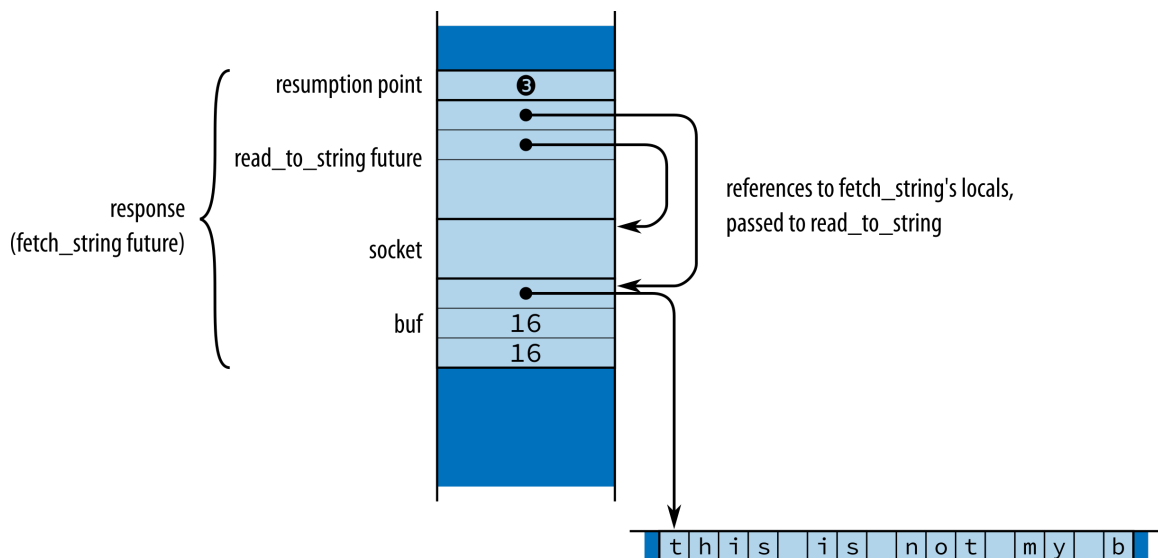 resumption point
❸
read_to_string future
references to fetch_string's locals,
passed to read_to_string
response
(fetch_string future)
socket
buf
16
16
this is not my b